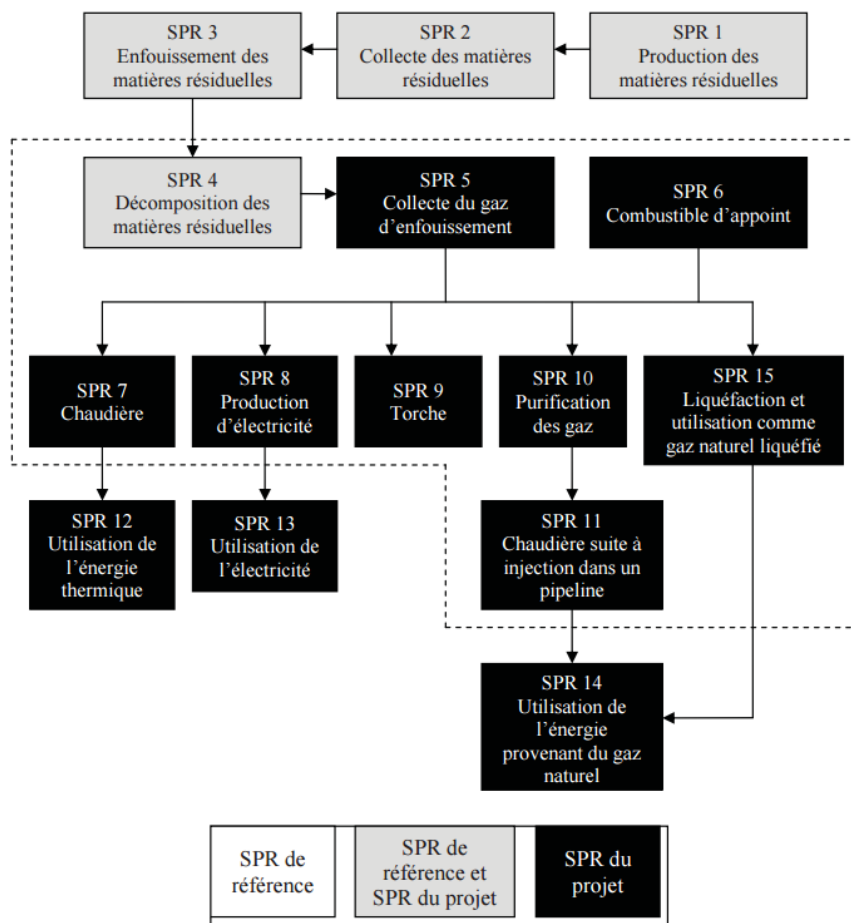 SPR 3
Enfouissement des
matières résiduelles
SPR 2
Collecte des matières
résiduelles
SPR 1
Production des
matières résiduelles
SPR 4
Décomposition des
matières résiduelles
SPR 5
Collecte du gaz
d’enfouissement
SPR 6
Combustible d’appoint
SPR 7
Chaudière
SPR 8
Production
d’électricité
SPR 9
Torche
SPR 10
Purification
des gaz
SPR 15
Liquéfaction et
utilisation comme
gaz naturel liquéfié
SPR 12
Utilisation de
l’énergie
thermique
SPR 13
Utilisation de
l’électricité
SPR 11
Chaudière suite à
injection dans un
pipeline
SPR 14
Utilisation de
l’énergie
provenant du gaz
naturel
SPR de
référence
SPR de
référence et
SPR du projet
SPR du
projet